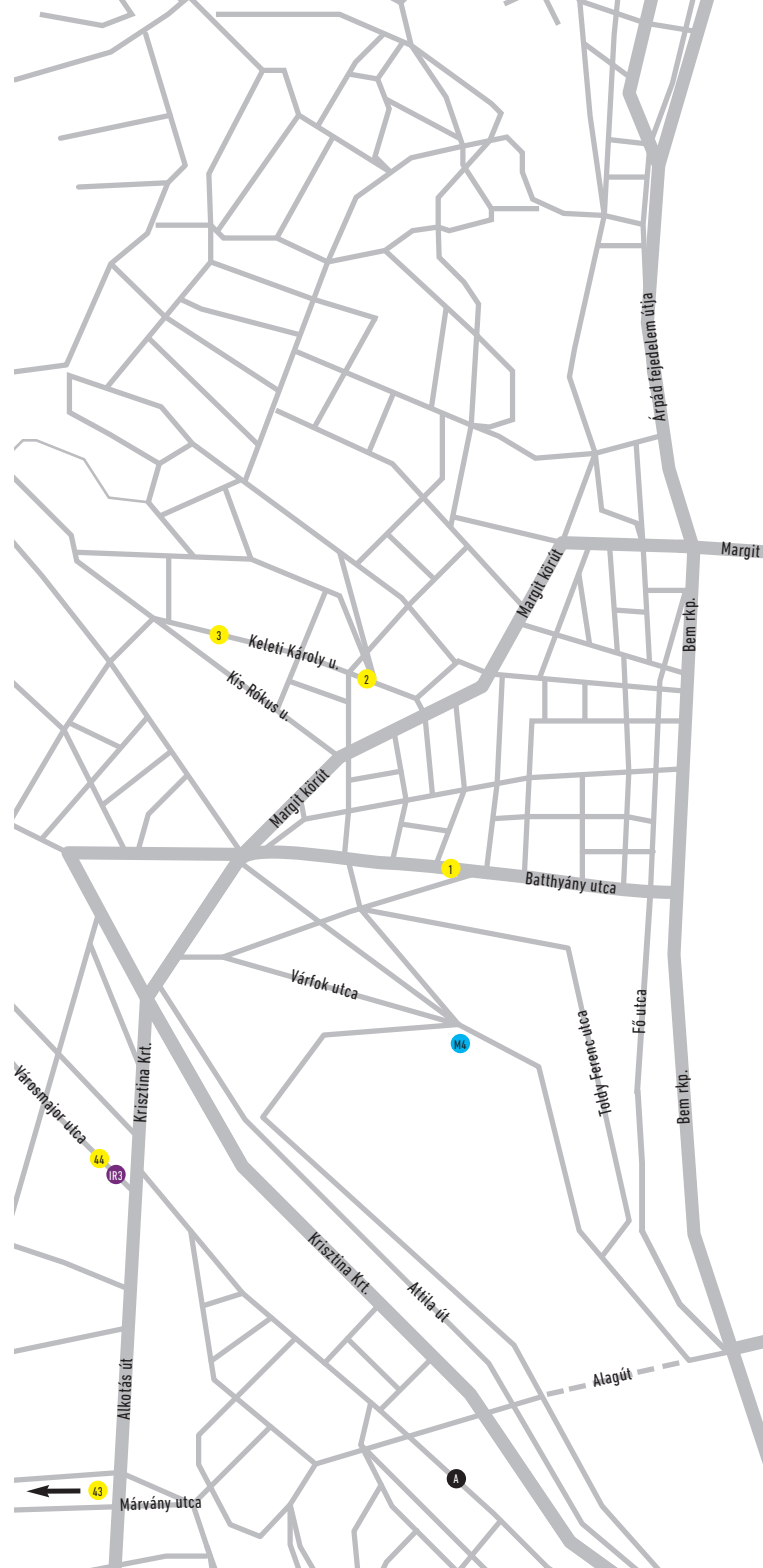 Árpád fejedelem útja
Margit
Margit körút
Bem rkp.
3
Keleti Károly u.
2
Kis Rókus u.
Margit körút
1
Batthyány utca
Várfok utca
Fő utca
Toldy Ferenc utca
M4
Krisztina Krt.
Városmajor utca
Bem rkp.
44
IR3
Krisztina Krt.
Attila út
Alkotás út
Alagút
A
43
Márvány utca